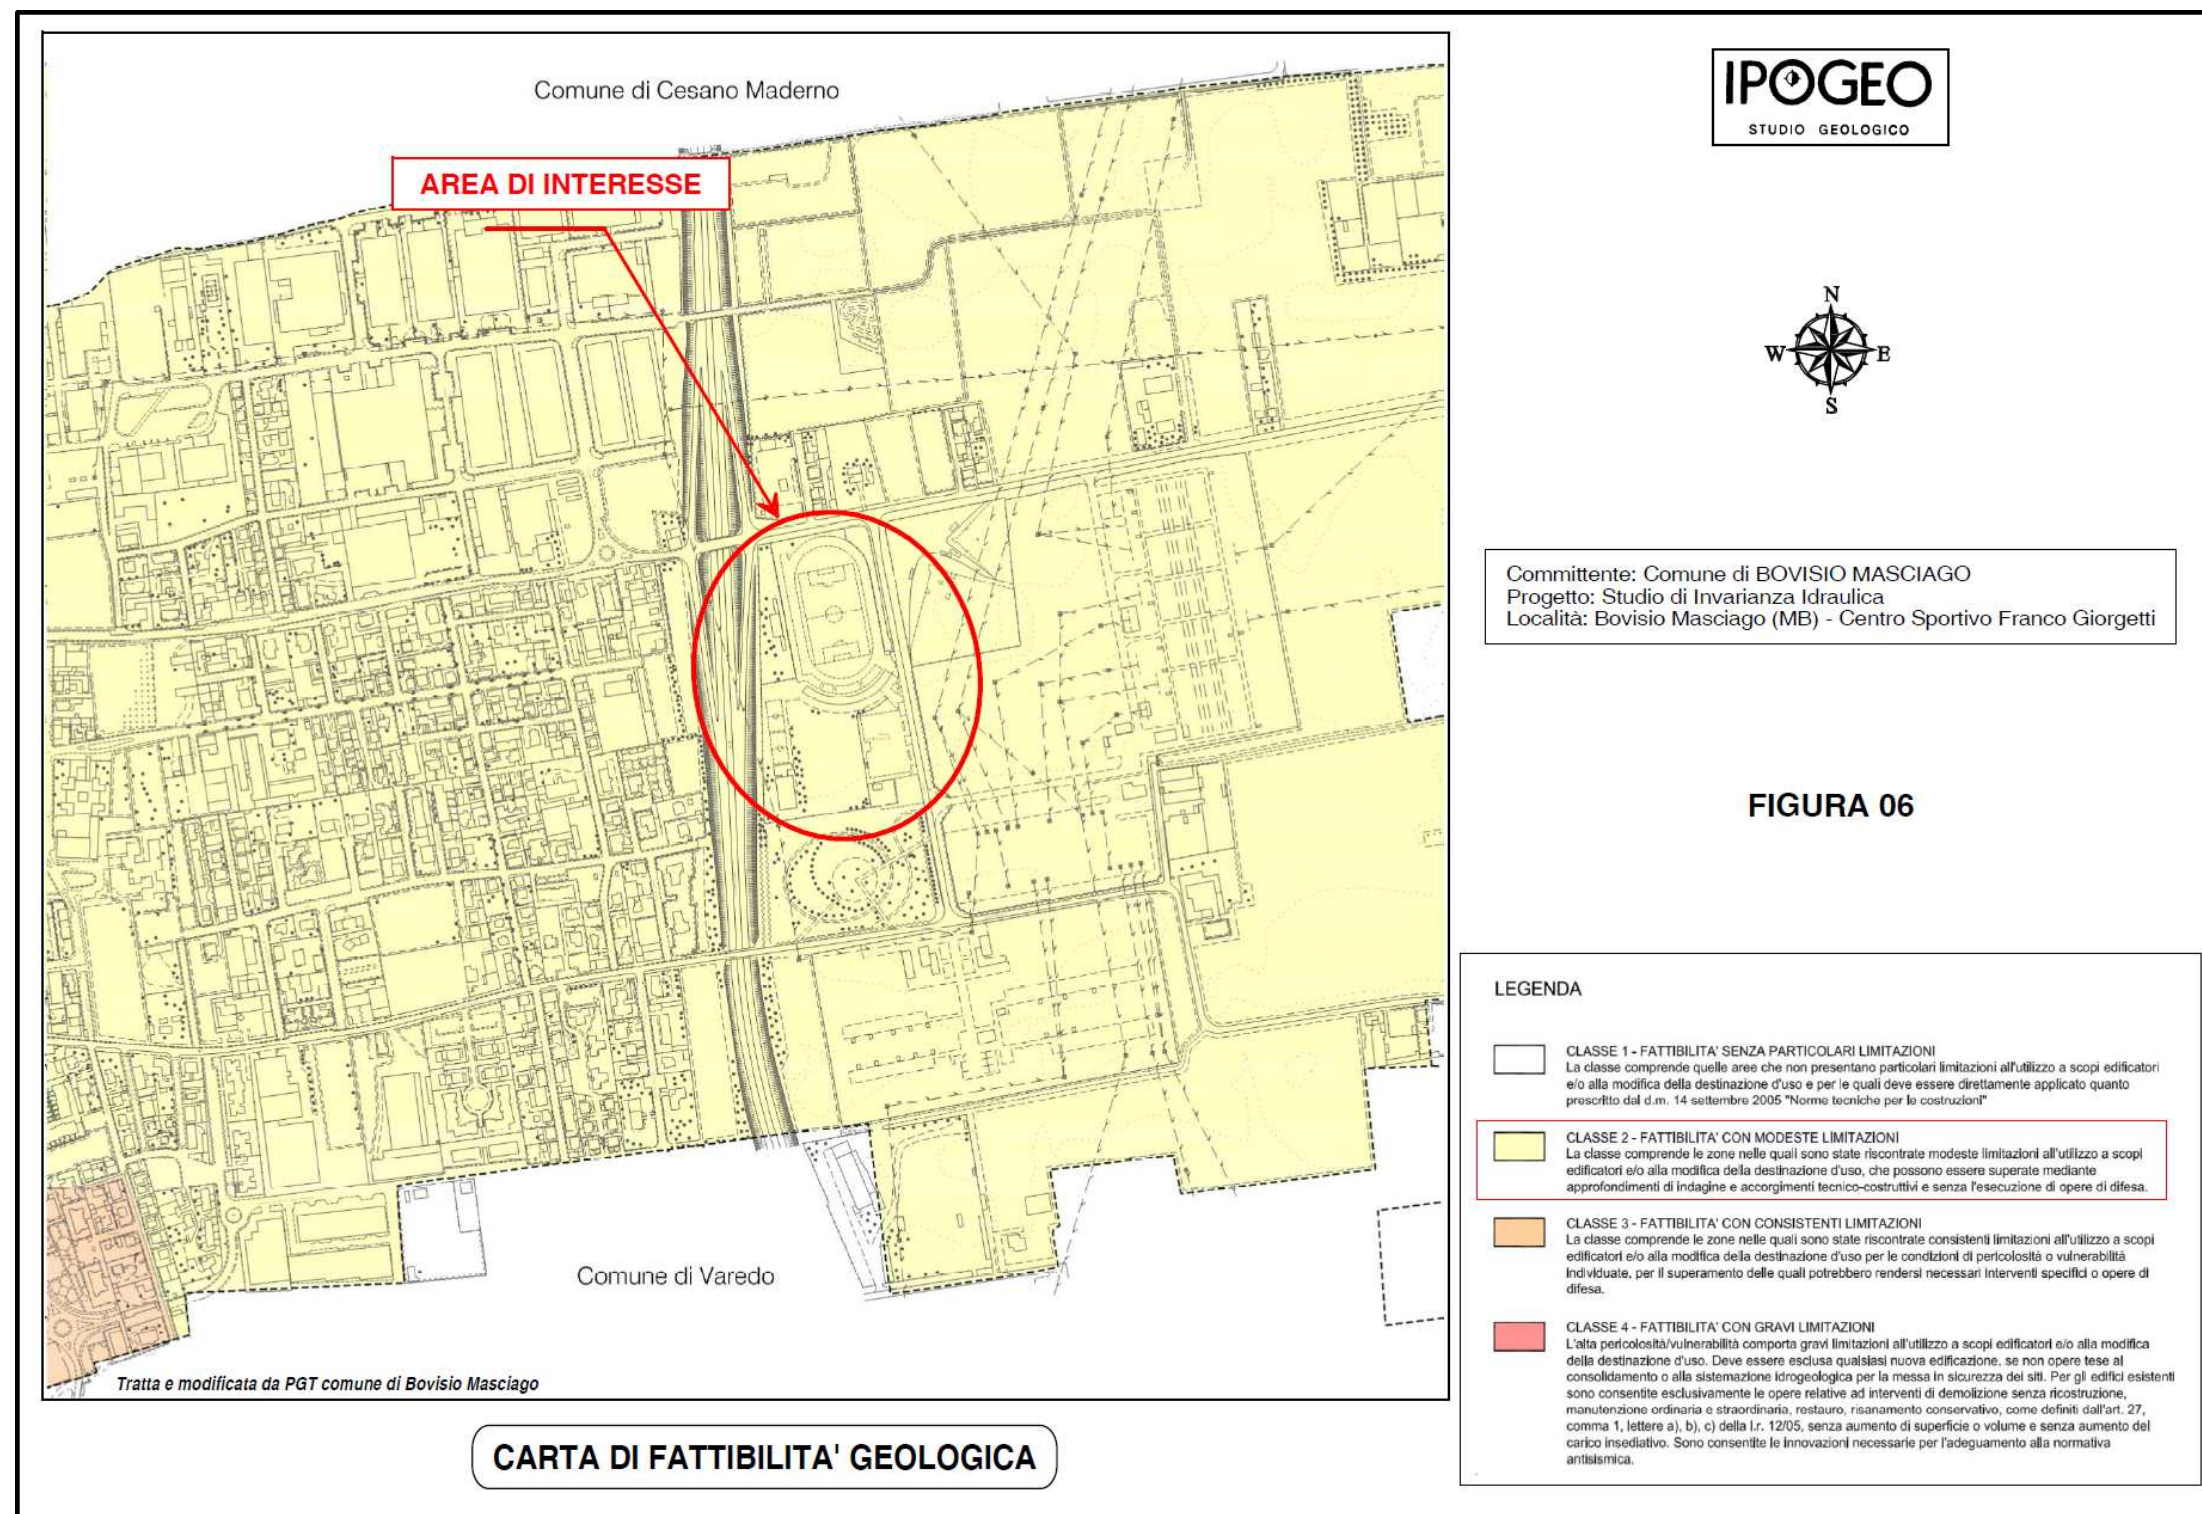 Comune di Cesano Maderno
AREA DI INTERESSE
Comune di Varedo
Tratta e modificata da PGT comune di Bovisio Masciago
CARTA DI FATTIBILITA' GEOLOGICA
IPOGEO
STUDIO GEOLOGICO
N
W E
S
Committente: Comune di BOVISIO MASCIAGO
Progetto: Studio di Invarianza Idraulica
Località: Bovisio Masciago (MB) - Centro Sportivo Franco Giorgetti
FIGURA 06
LEGENDA
CLASSE 1 - FATTIBILITA' SENZA PARTICOLARI LIMITAZIONI
La classe comprende quelle aree che non presentano particolari limitazioni all'utilizzo a scopi edificatori
e/o alla modifica della destinazione d'uso e per le quali deve essere direttamente applicato quanto
prescritto dal d.m. 14 settembre 2005 "Norme tecniche per le costruzioni"
CLASSE 2 - FATTIBILITA' CON MODESTE LIMITAZIONI
La classe comprende le zone nelle quali sono state riscontrate modeste limitazioni all'utilizzo a scopi
edificatori e/o alla modifica della destinazione d'uso, che possono essere superate mediante
approfondimenti di indagine e accorgimenti tecnico-costruttivi e senza l'esecuzione di opere di difesa.
CLASSE 3 - FATTIBILITA' CON CONSISTENTI LIMITAZIONI
La classe comprende le zone nelle quali sono state riscontrate consistenti limitazioni all'utilizzo a scopi
edificatori e/o alla modifica della destinazione d'uso per le condizioni di pericolosità o vulnerabilità
individuate, per il superamento delle quali potrebbero rendersi necessari interventi specifici o opere di
difesa.
CLASSE 4 - FATTIBILITA' CON GRAVI LIMITAZIONI
L'alta pericolosità/vulnerabilità comporta gravi limitazioni all'utilizzo a scopi edificatori e/o alla modifica
della destinazione d'uso. Deve essere esclusa qualsiasi nuova edificazione, se non opere tese al
consolidamento o alla sistemazione idrogeologica per la messa in sicurezza dei siti. Per gli edifici esistenti
sono consentite esclusivamente le opere relative ad interventi di demolizione senza ricostruzione,
manutenzione ordinaria e straordinaria, restauro, risanamento conservativo, come definiti dall'art. 27,
comma 1, lettere a), b), c) della l.r. 12/05, senza aumento di superficie o volume e senza aumento del
carico insediativo. Sono consentite le innovazioni necessarie per l'adeguamento alla normativa
antisismica.